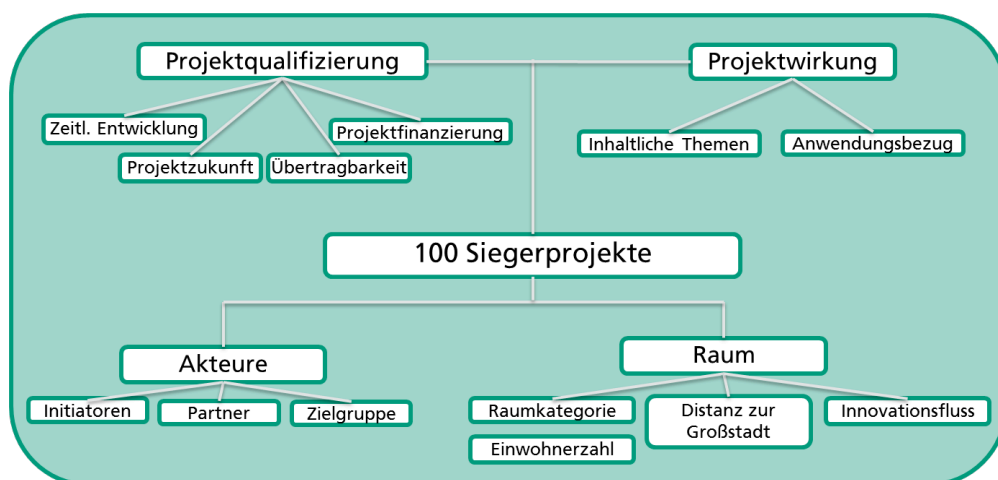 Projektqualifizierung
Projektwirkung
Zeitl. Entwicklung
Projektfinanzierung
Projektzukunft
Übertragbarkeit
Inhaltliche Themen
Anwendungsbezug
100 Siegerprojekte
Akteure
Initiatoren
Partner
Zielgruppe
Raum
Raumkategorie
Einwohnerzahl
Distanz zur
Großstadt
Innovationsfluss